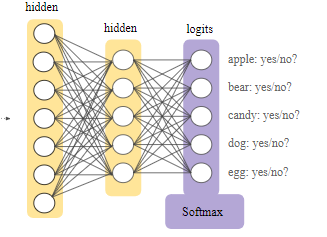 hidden
hidden
logits
apple: yes/no?
bear: yes/no?
candy: yes/no?
dog: yes/no?
egg: yes/no?
Softmax